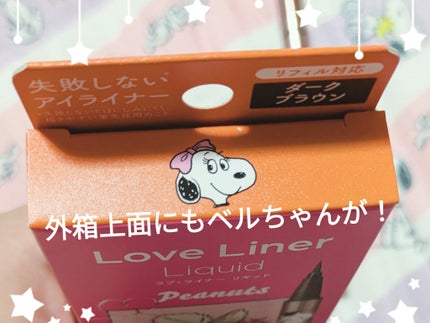 失敗しない
アイライナー
リフィル対応
ダーク
ブラウン
外箱上面にもベルちゃんが！
Love Liner
Liquid
ラブ・ライナー リキッド
Peanuts